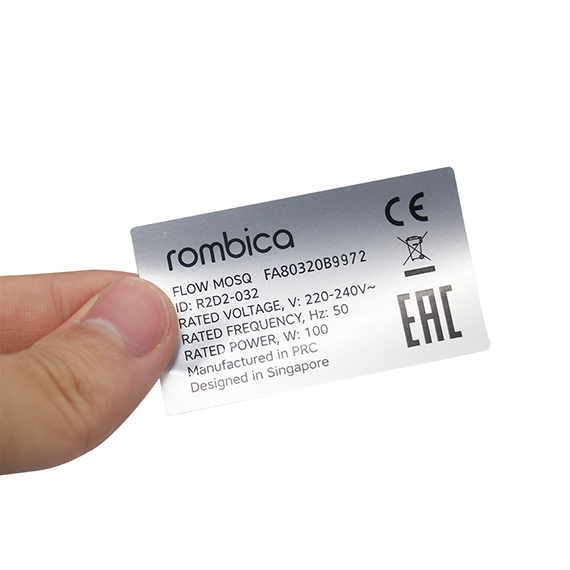 rombica
FLOW MOSQ FA80320B9972
ID: R2D2-032
RATED VOLTAGE, V: 220-240V~
RATED FREQUENCY, Hz: 50
RATED POWER, W: 100
Manufactured in PRC
Designed in Singapore
CE
EAC